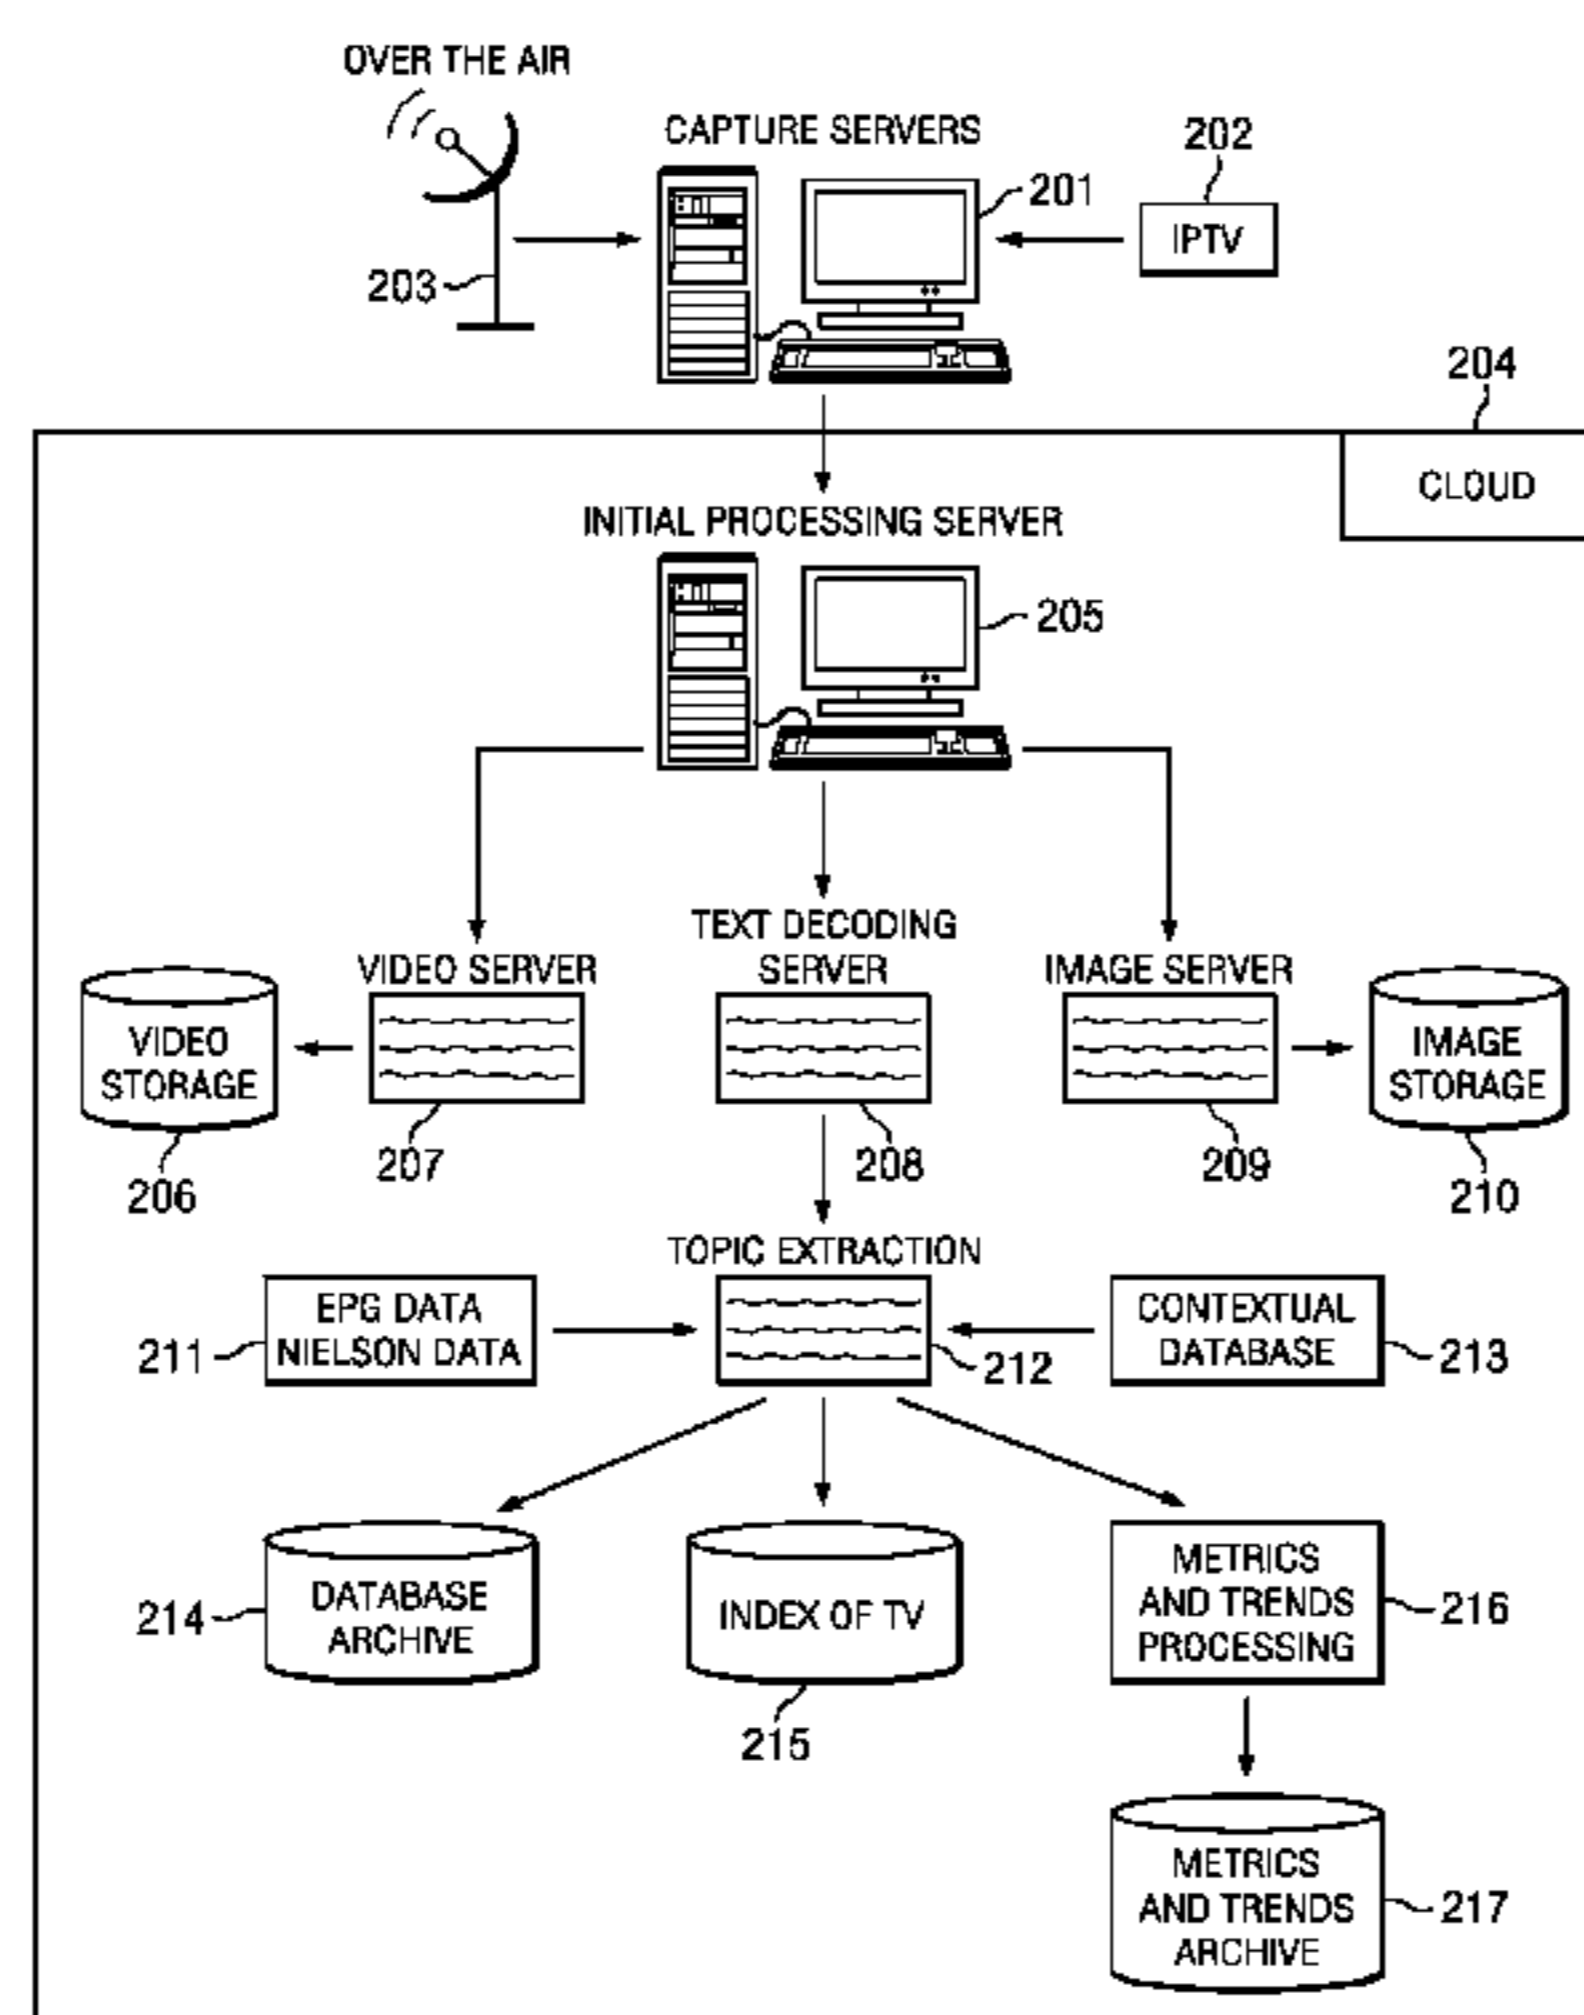 OVER THE AIR
CAPTURE SERVERS
202
201
IPTV
203
204
CLOUD
INITIAL PROCESSING SERVER
205
TEXT DECODING
VIDEO SERVER
SERVER
IMAGE SERVER
VIDEO
STORAGE
IMAGE
STORAGE
206
207
208
209
210
TOPIC EXTRACTION
EPG DATA
NIELSON DATA
211
212
CONTEXTUAL
DATABASE
213
214
DATABASE
ARCHIVE
INDEX OF TV
215
METRICS
AND TRENDS
PROCESSING
216
METRICS
AND TRENDS
ARCHIVE
217